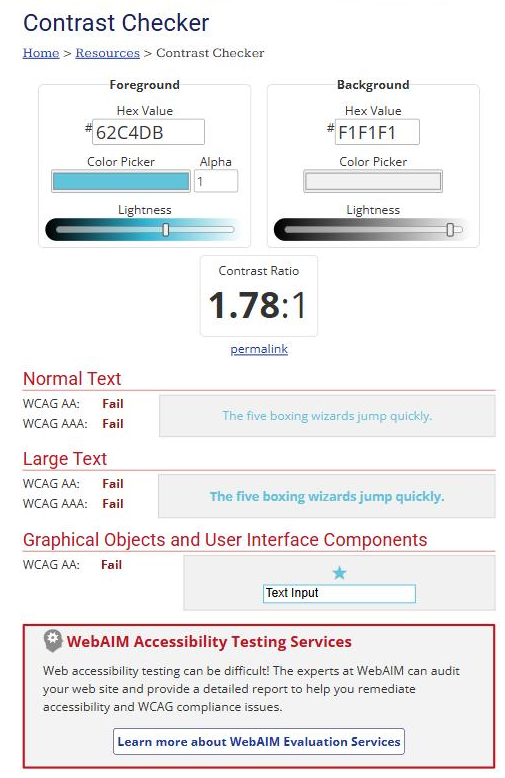 Contrast Checker
Home > Resources > Contrast Checker
Foreground
Hex Value
#62C4DB
Color Picker Alpha
1
Lightness
Background
Hex Value
#F1F1F1
Color Picker
Lightness
Contrast Ratio
1.78:1
permalink
Normal Text
WCAG AA: Fail
WCAG AAA: Fail
The five boxing wizards jump quickly.
Large Text
WCAG AA: Fail
WCAG AAA: Fail
The five boxing wizards jump quickly.
Graphical Objects and User Interface Components
WCAG AA: Fail
Text Input
WebAIM Accessibility Testing Services
Web accessibility testing can be difficult! The experts at WebAIM can audit
your web site and provide a detailed report to help you remediate
accessibility and WCAG compliance issues.
Learn more about WebAIM Evaluation Services